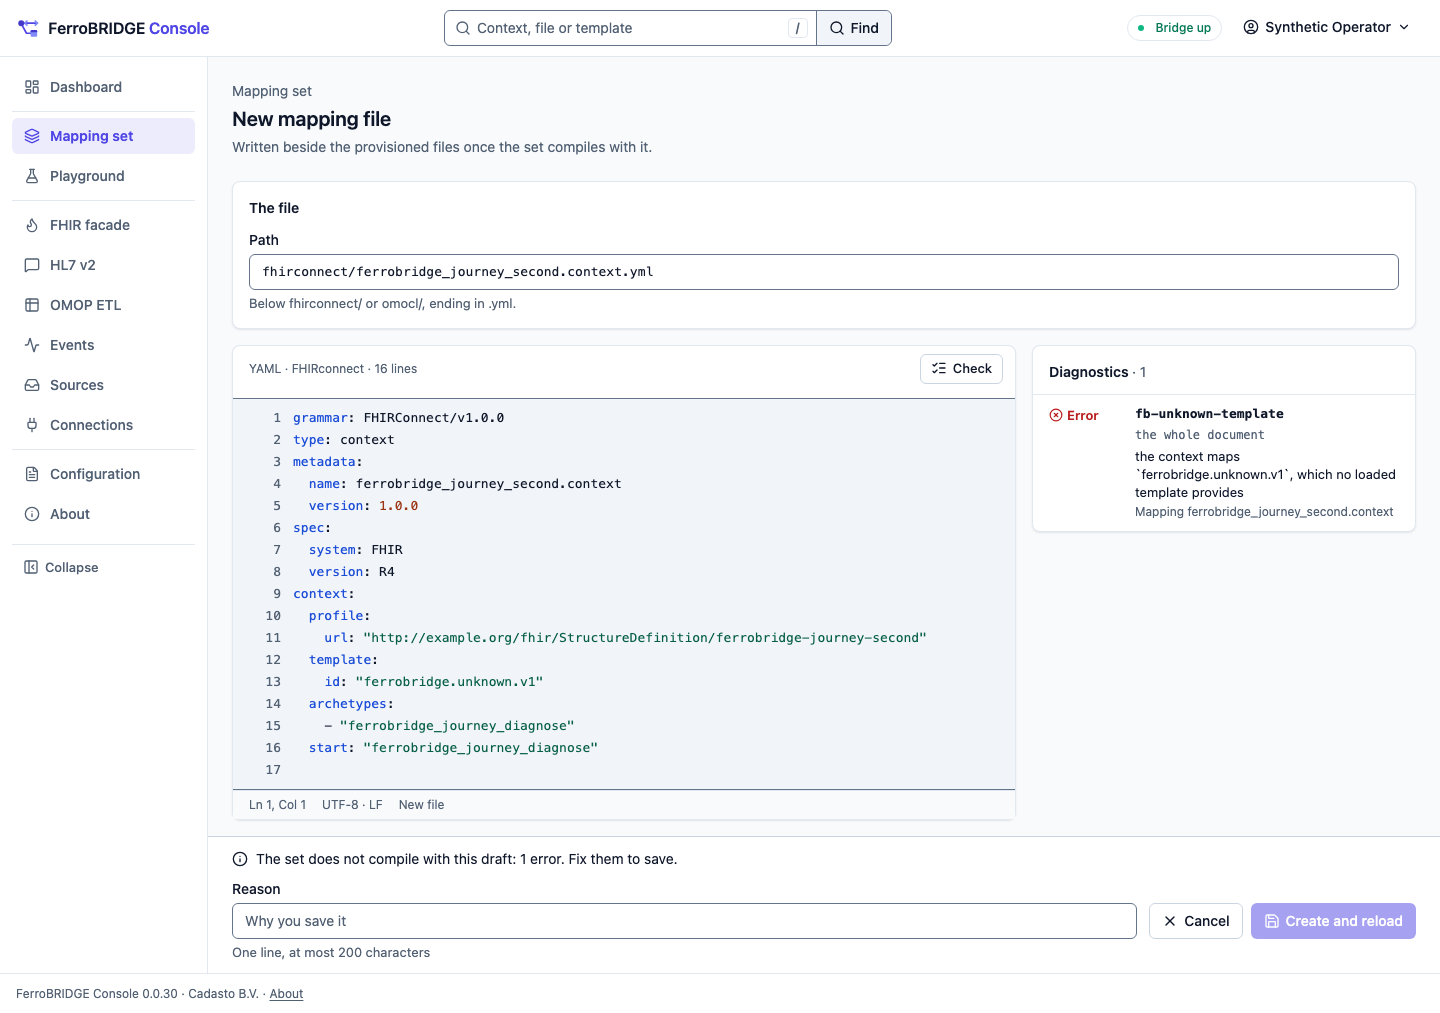 FerroBRIDGE Console
Context, file or template
/
Find
Bridge up
Synthetic Operator
Dashboard
Mapping set
Playground
FHIR facade
HL7 v2
OMOP ETL
Events
Sources
Connections
Configuration
About
Collapse
Mapping set
New mapping file
Written beside the provisioned files once the set compiles with it.
The file
Path
fhirconnect/ferrobridge_journey_second.context.yml
Below fhirconnect/ or omocl/, ending in .yml.
YAML · FHIRconnect · 16 lines
Check
1 grammar: FHIRConnect/v1.0.0
2 type: context
3 metadata:
4   name: ferrobridge_journey_second.context
5   version: 1.0.0
6 spec:
7   system: FHIR
8   version: R4
9 context:
10   profile:
11     url: "http://example.org/fhir/StructureDefinition/ferrobridge-journey-second"
12   template:
13     id: "ferrobridge.unknown.v1"
14   archetypes:
15     - "ferrobridge_journey_diagnose"
16   start: "ferrobridge_journey_diagnose"
17
Ln 1, Col 1 UTF-8 · LF New file
Diagnostics · 1
Error
fb-unknown-template
the whole document
the context maps
`ferrobridge.unknown.v1`, which no loaded
template provides
Mapping ferrobridge_journey_second.context
The set does not compile with this draft: 1 error. Fix them to save.
Reason
Why you save it
Cancel
Create and reload
One line, at most 200 characters
FerroBRIDGE Console 0.0.30 · Cadasto B.V. · About